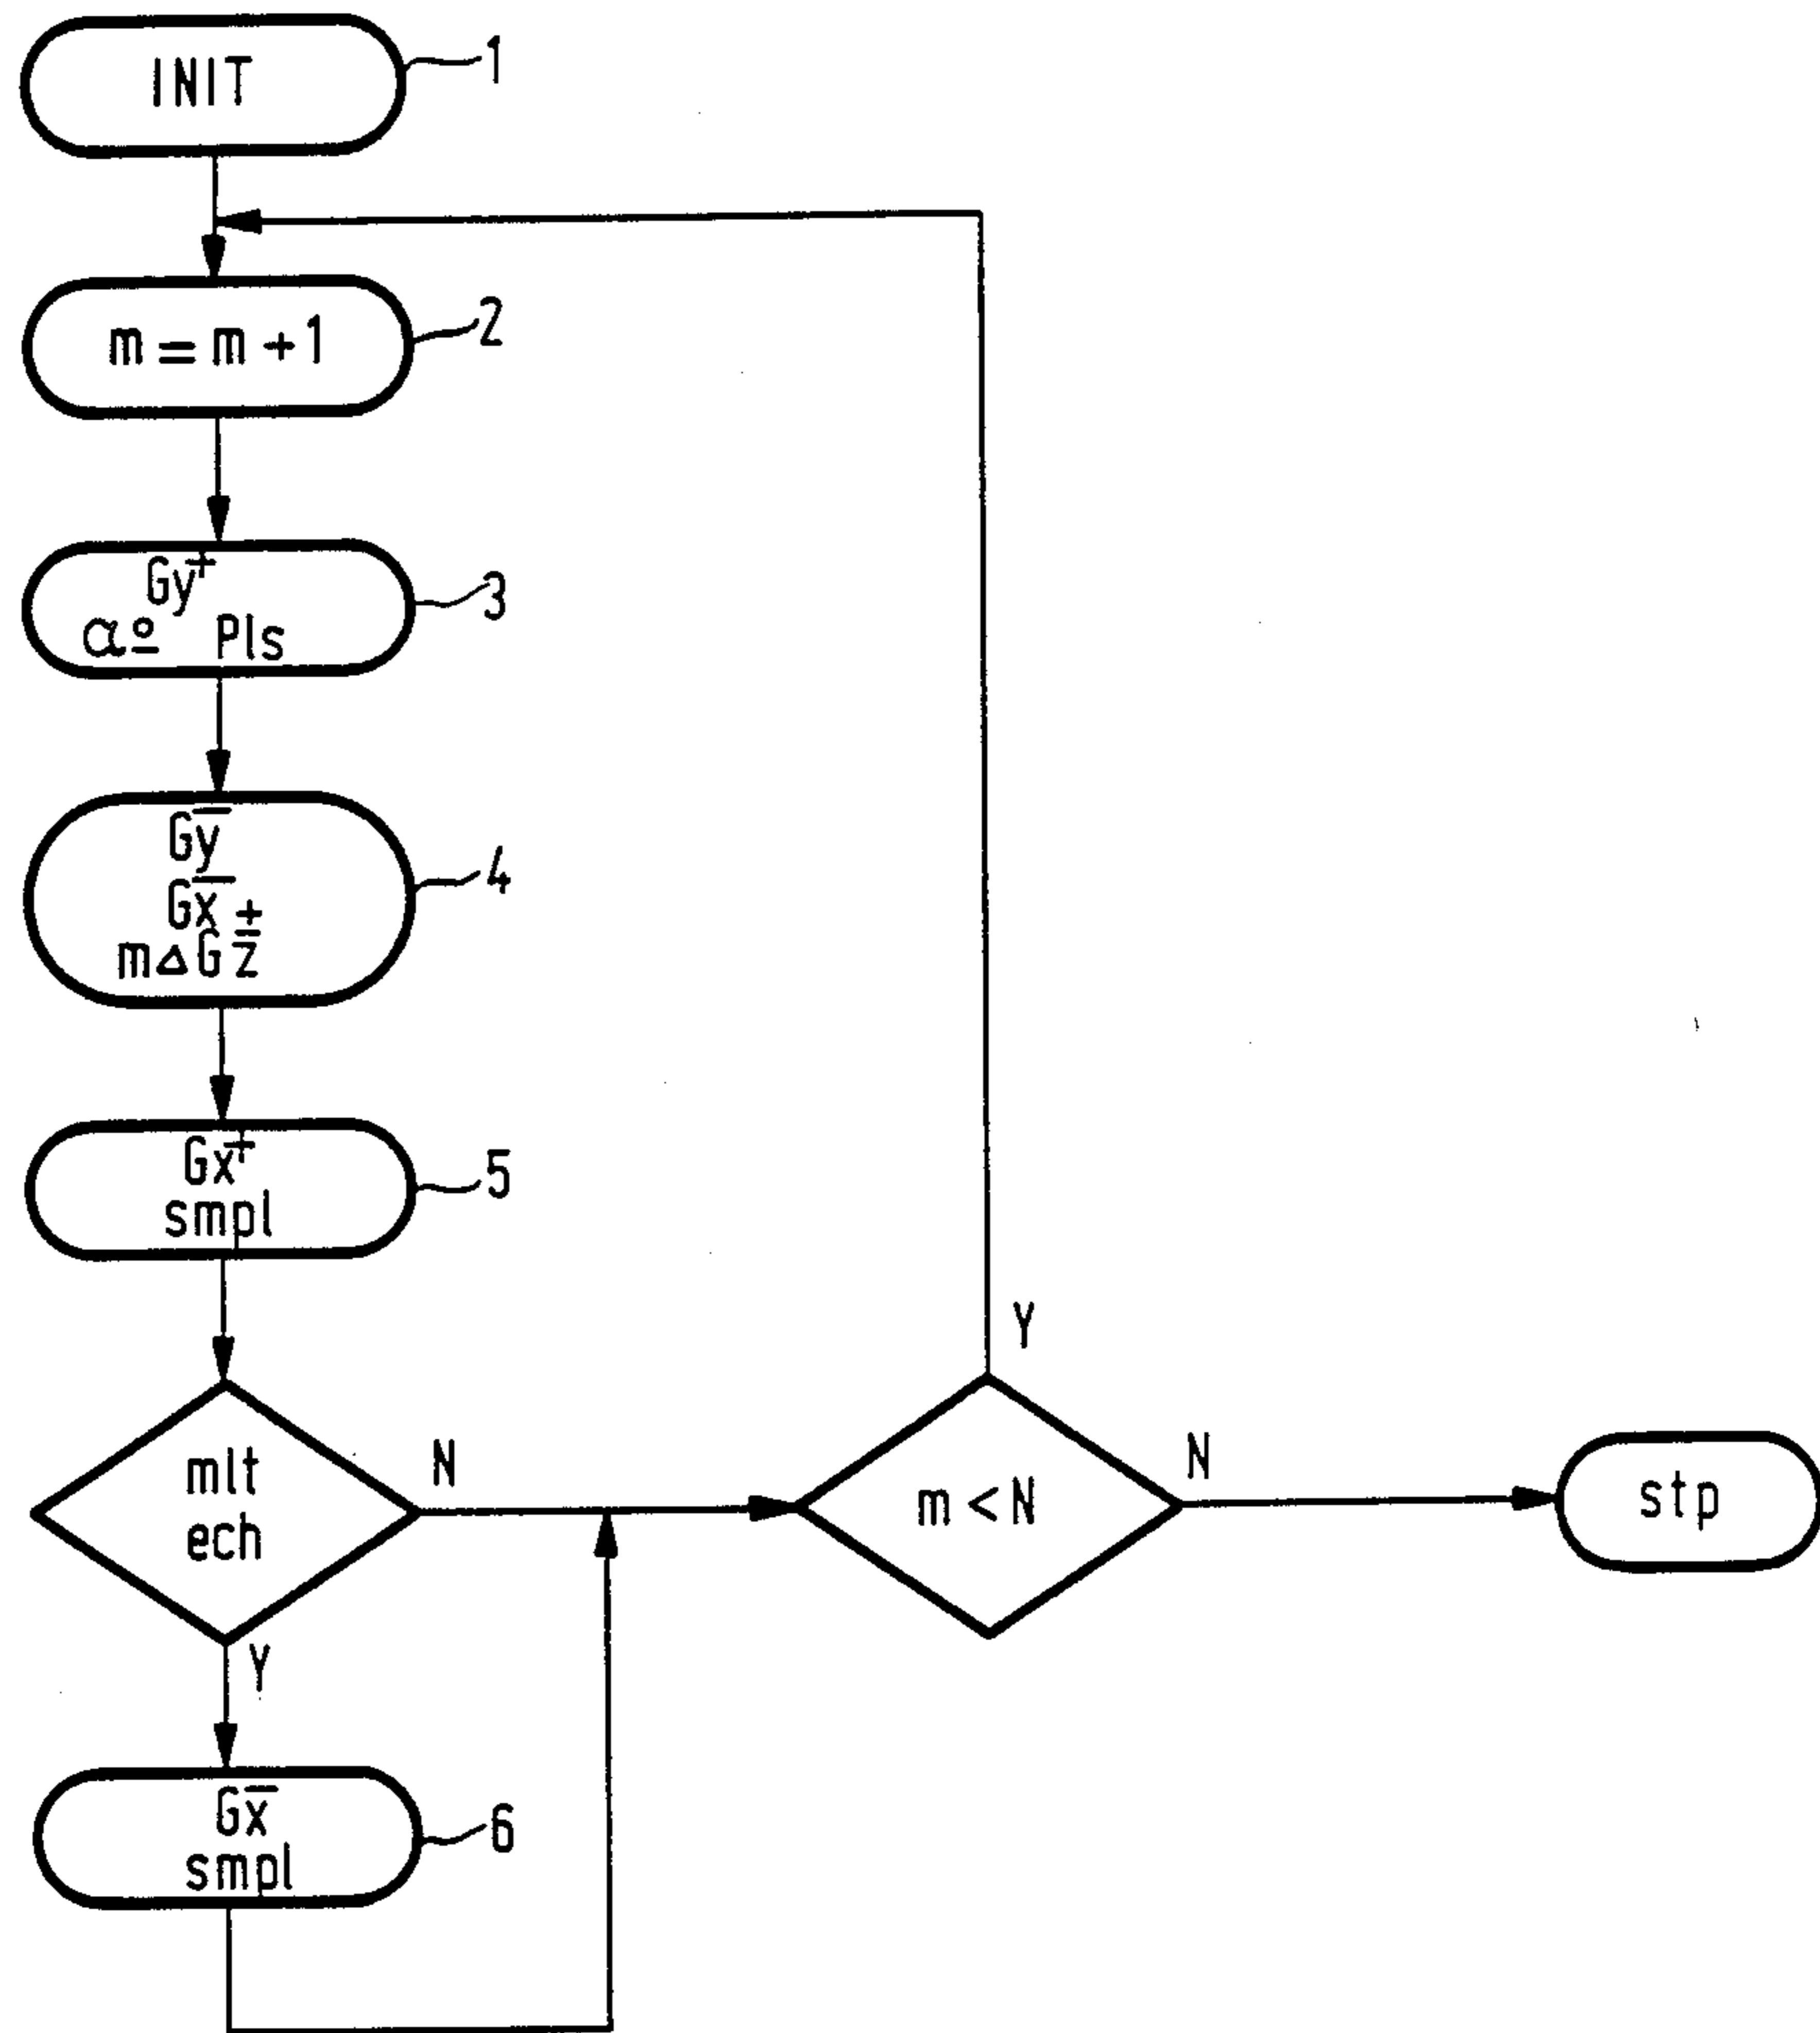 INIT
1
m = m + 1
2
Gy⁺
α° Pls
3
Gy⁻
Gx⁻
m△Gz±
4
Gx⁺
smpl
5
mlt
ech
N
Y
m < N
Y
N
stp
Gx⁻
smpl
6